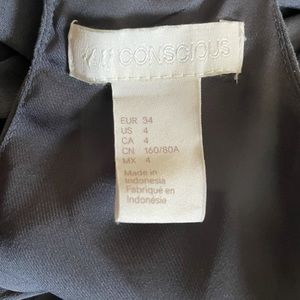 H&M CONSCIOUS
EUR 34
US 4
CA 4
CN 160/80A
MX 4
Made in
Indonesia
Fabriqué en
Indonésie